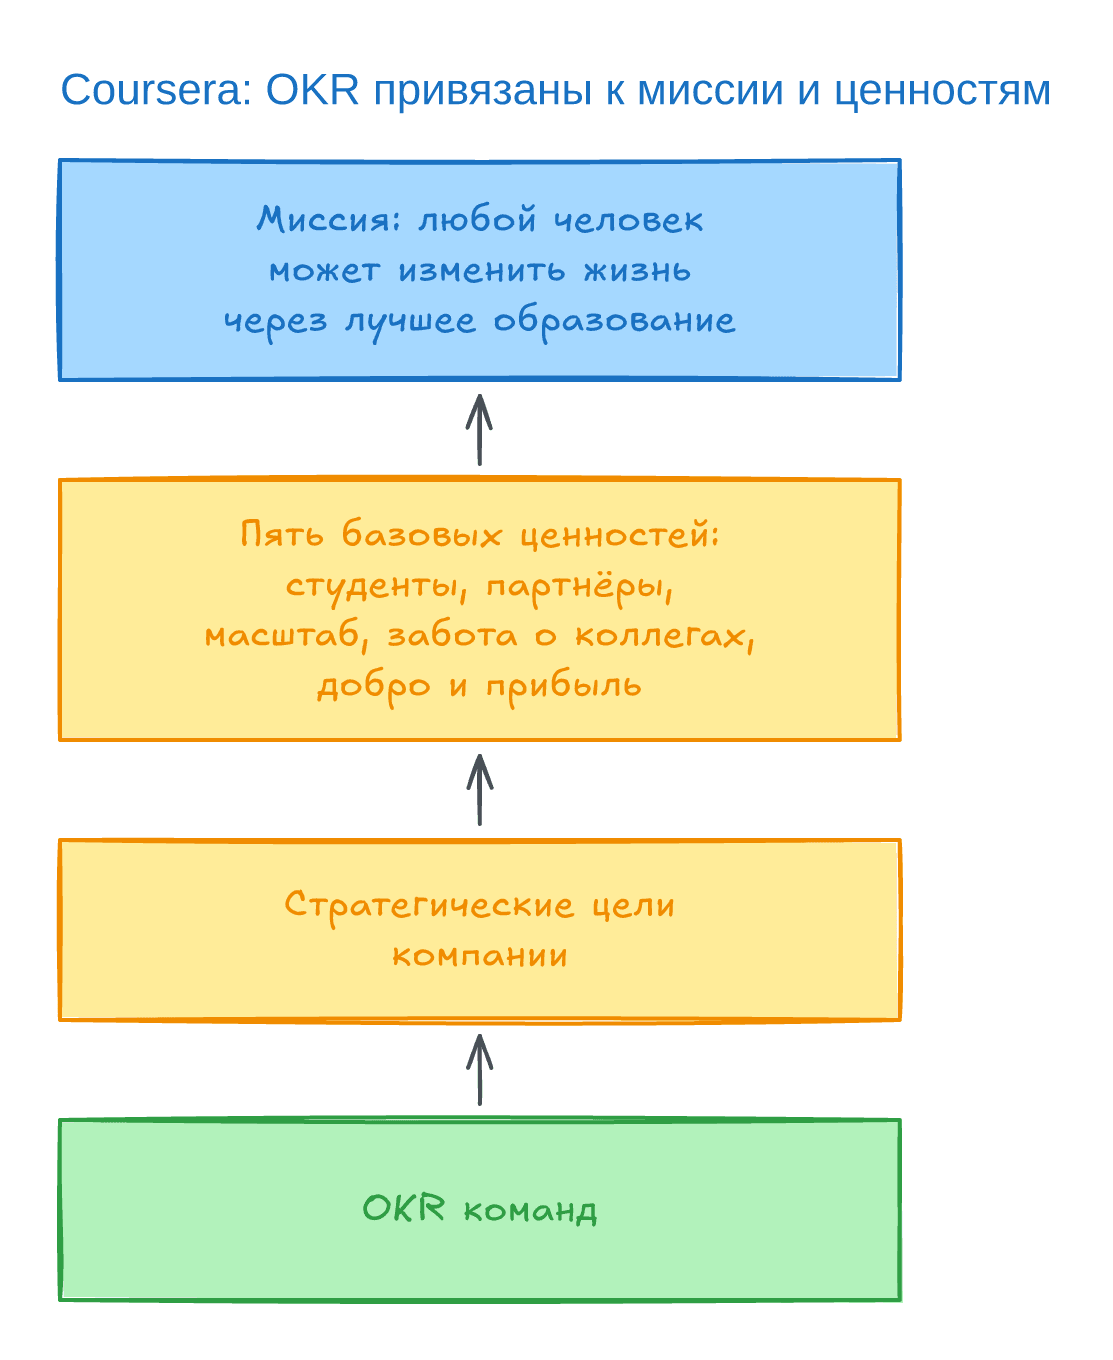 Coursera: OKR привязаны к миссии и ценностям
Миссия: любой человек
может изменить жизнь
через лучшее образование
Пять базовых ценностей:
студенты, партнёры,
масштаб, забота о коллегах,
добро и прибыль
Стратегические цели
компании
OKR команд